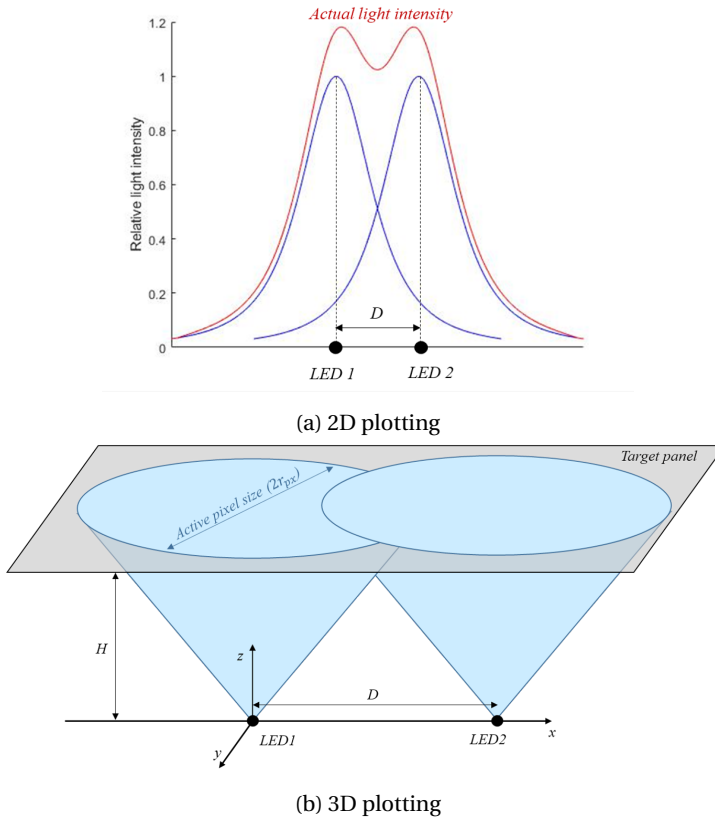 Actual light intensity
1.2
1
0.8
0.6
0.4
0.2
0
Relative light intensity
D
LED 1
LED 2
(a) 2D plotting
Target panel
Active pixel size (2rpx)
H
z
D
LED1
LED2
x
y
(b) 3D plotting